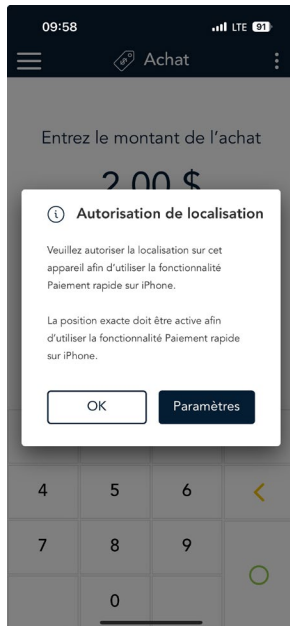 09:58 LTE 91
Achat
Entrez le montant de l'achat
2.00 $
Autorisation de localisation
Veuillez autoriser la localisation sur cet
appareil afin d'utiliser la fonctionnalité
Paiement rapide sur iPhone.
La position exacte doit être active afin
d'utiliser la fonctionnalité Paiement rapide
sur iPhone.
OK Paramètres
4 5 6
7 8 9
0